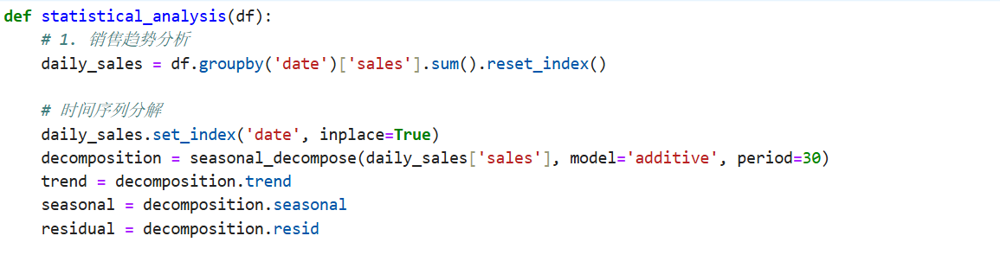 def statistical_analysis(df):
    # 1. 销售趋势分析
    daily_sales = df.groupby('date')['sales'].sum().reset_index()
    # 时间序列分解
    daily_sales.set_index('date', inplace=True)
    decomposition = seasonal_decompose(daily_sales['sales'], model='additive', period=30)
    trend = decomposition.trend
    seasonal = decomposition.seasonal
    residual = decomposition.resid